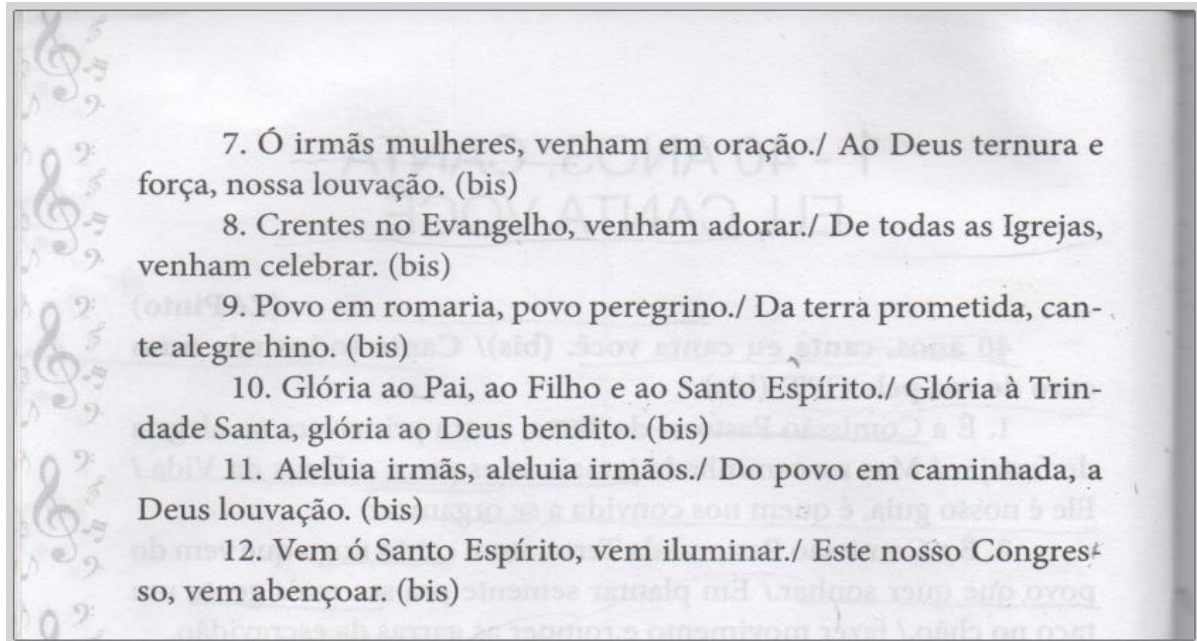 7. Ó irmãs mulheres, venham em oração./ Ao Deus ternura e
força, nossa louvação. (bis)
8. Crentes no Evangelho, venham adorar./ De todas as Igrejas,
venham celebrar. (bis)
9. Povo em romaria, povo peregrino./ Da terra prometida, can-
te alegre hino. (bis)
10. Glória ao Pai, ao Filho e ao Santo Espírito./ Glória à Trin-
dade Santa, glória ao Deus bendito. (bis)
11. Aleluia irmãs, aleluia irmãos./ Do povo em caminhada, a
Deus louvação. (bis)
12. Vem ó Santo Espírito, vem iluminar./ Este nosso Congres-
so, vem abençoar. (bis)